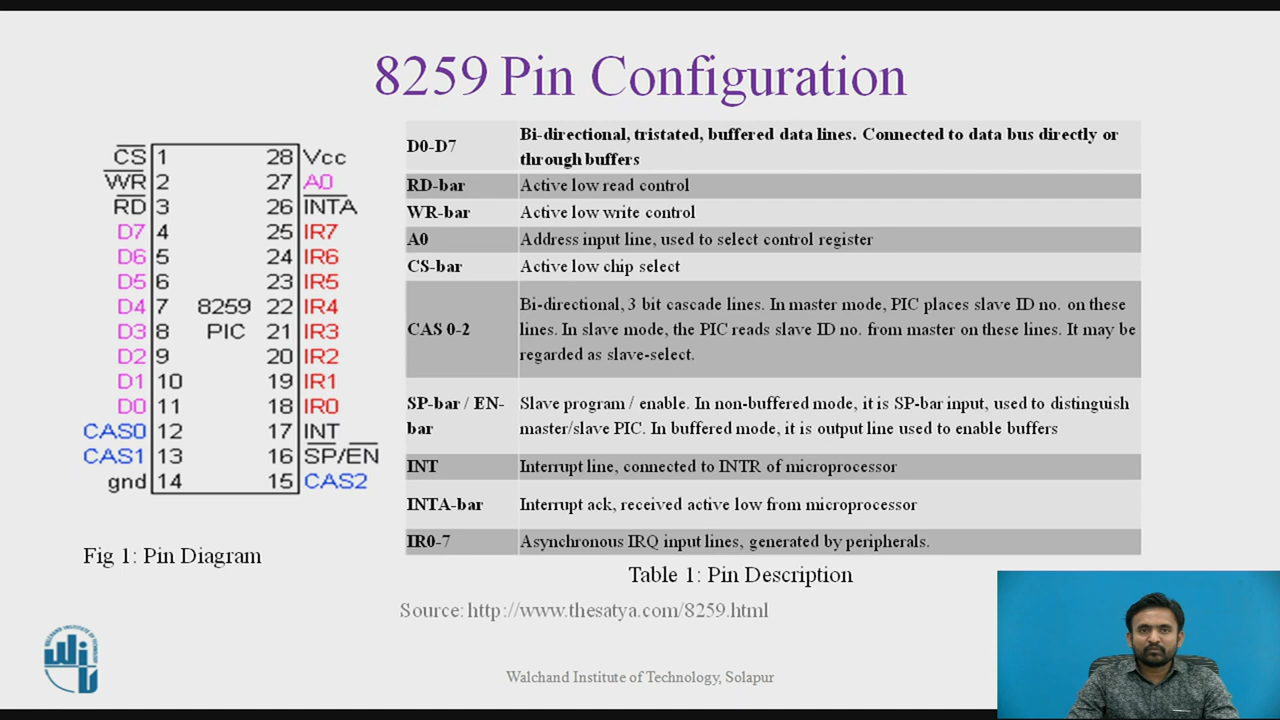 8259 Pin Configuration
CS 1 28 Vcc
WR 2 27 A0
RD 3 26 INTA
D7 4 25 IR7
D6 5 24 IR6
D5 6 23 IR5
D4 7 8259 22 IR4
D3 8 PIC 21 IR3
D2 9 20 IR2
D1 10 19 IR1
D0 11 18 IR0
CAS0 12 17 INT
CAS1 13 16 SP/EN
gnd 14 15 CAS2
Fig 1: Pin Diagram
D0-D7 Bi-directional, tristated, buffered data lines. Connected to data bus directly or
through buffers
RD-bar Active low read control
WR-bar Active low write control
A0 Address input line, used to select control register
CS-bar Active low chip select
CAS 0-2 Bi-directional, 3 bit cascade lines. In master mode, PIC places slave ID no. on these
lines. In slave mode, the PIC reads slave ID no. from master on these lines. It may be
regarded as slave-select.
SP-bar / EN-
bar
Slave program / enable. In non-buffered mode, it is SP-bar input, used to distinguish
master/slave PIC. In buffered mode, it is output line used to enable buffers
INT Interrupt line, connected to INTR of microprocessor
INTA-bar Interrupt ack, received active low from microprocessor
IR0-7 Asynchronous IRQ input lines, generated by peripherals.
Table 1: Pin Description
Source: http://www.thesatya.com/8259.html
Walchand Institute of Technology, Solapur